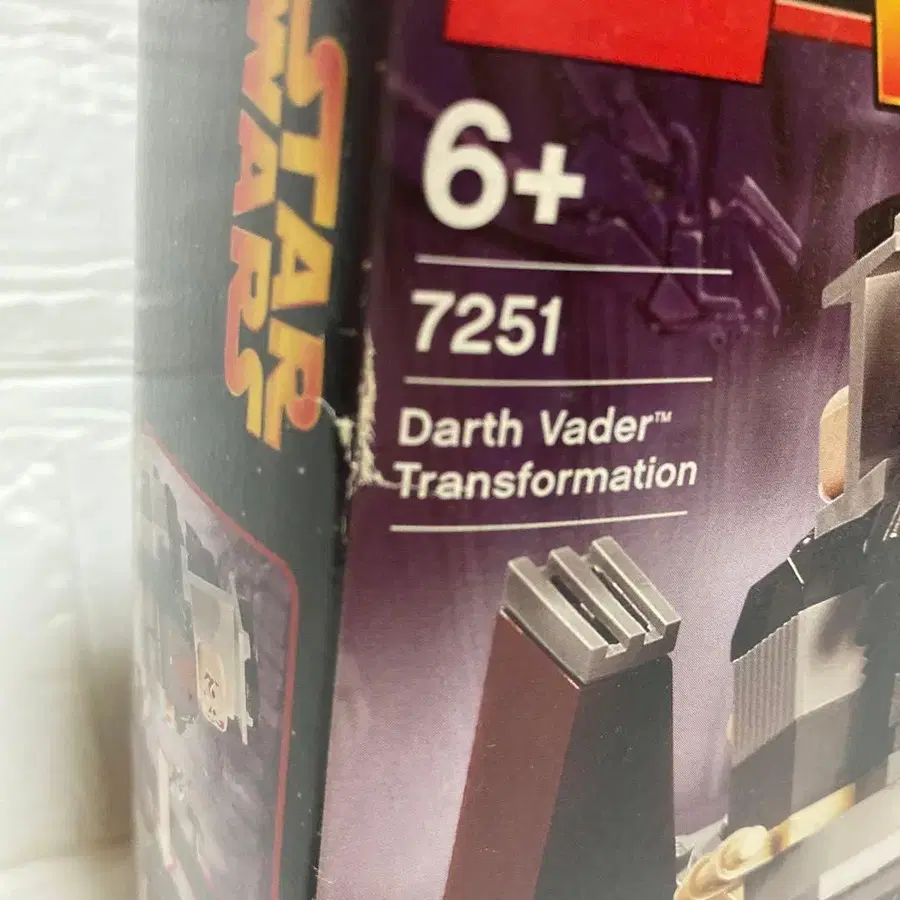 STAR
WARS
6+
7251
Darth Vader™
Transformation